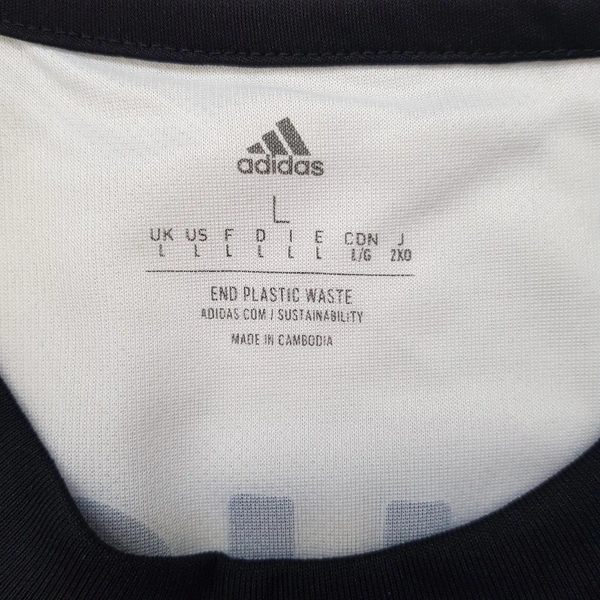 adidas
L
UK US F D I E CDN J
L L L L L L L/G 2XO
END PLASTIC WASTE
ADIDAS.COM / SUSTAINABILITY
MADE IN CAMBODIA